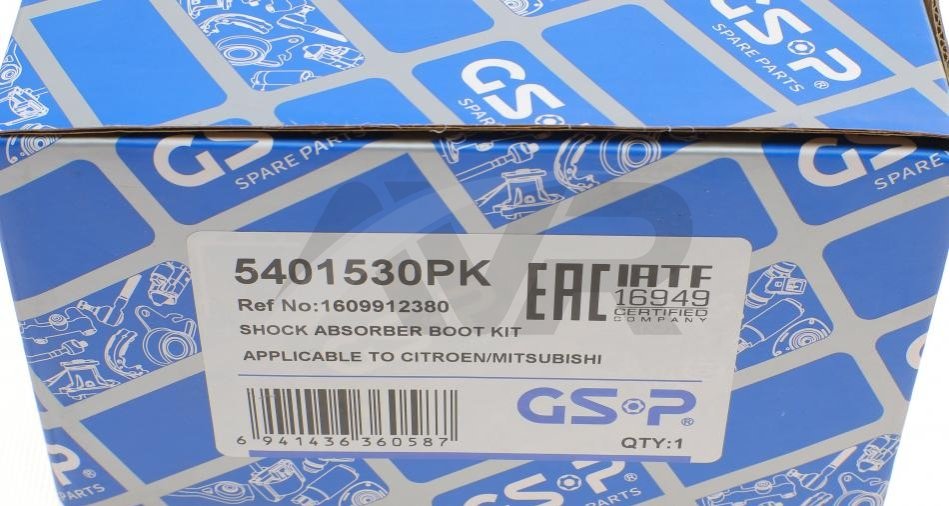 GSP
SPARE PARTS
GSP
SPARE PARTS
GSP
SPARE PARTS
GSP
SPARE PARTS
5401530PK
Ref No:1609912380
SHOCK ABSORBER BOOT KIT
APPLICABLE TO CITROEN/MITSUBISHI
EAC
IATF
16949
CERTIFIED
COMPANY
GSP
6 941436 360587
QTY:1